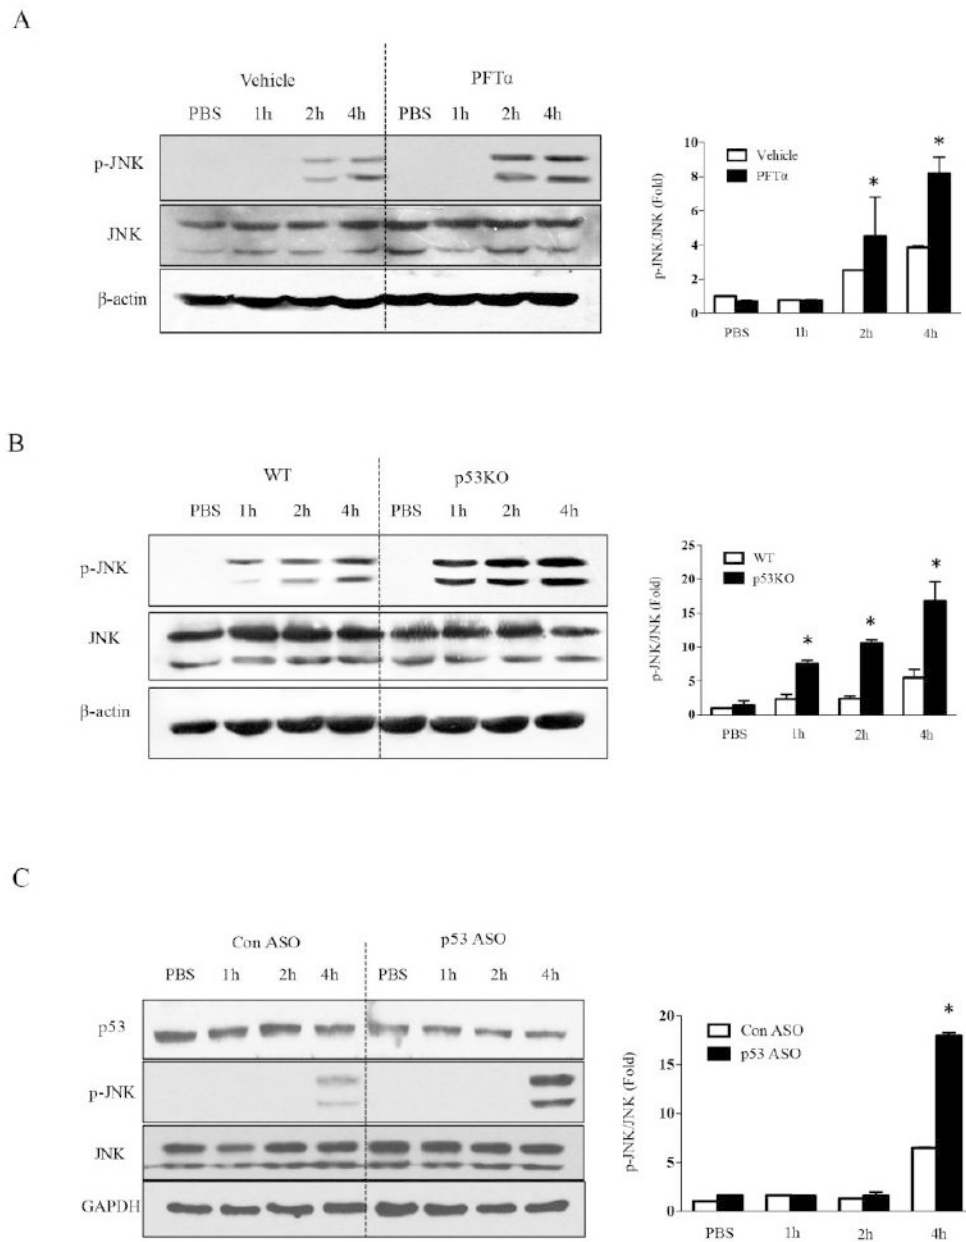 A
Vehicle PFTα
PBS 1h 2h 4h PBS 1h 2h 4h
p-JNK
JNK
β-actin
p-JNK/JNK (Fold)
10
8
6
4
2
0
Vehicle
PFTα
*
*
PBS 1h 2h 4h
B
WT p53KO
PBS 1h 2h 4h PBS 1h 2h 4h
p-JNK
JNK
β-actin
p-JNK/JNK (Fold)
25
20
15
10
5
0
WT
p53KO
*
*
*
PBS 1h 2h 4h
C
Con ASO p53 ASO
PBS 1h 2h 4h PBS 1h 2h 4h
p53
p-JNK
JNK
GAPDH
p-JNK/JNK (Fold)
20
15
10
5
0
Con ASO
p53 ASO
*
PBS 1h 2h 4h